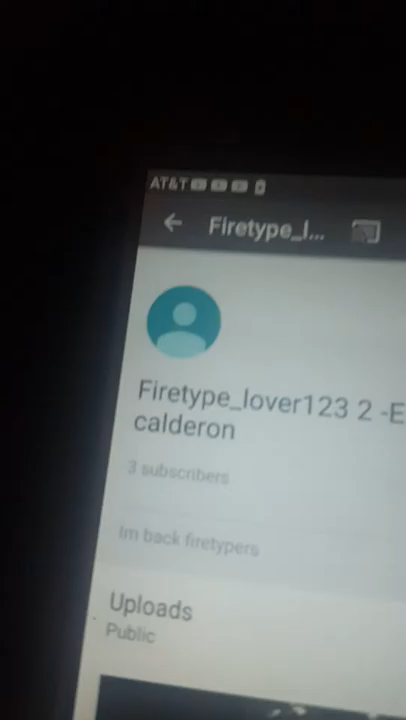 AT&T
Firetype_l...
Firetype_lover123 2 -E
calderon
3 subscribers
Im back firetypers
Uploads
Public